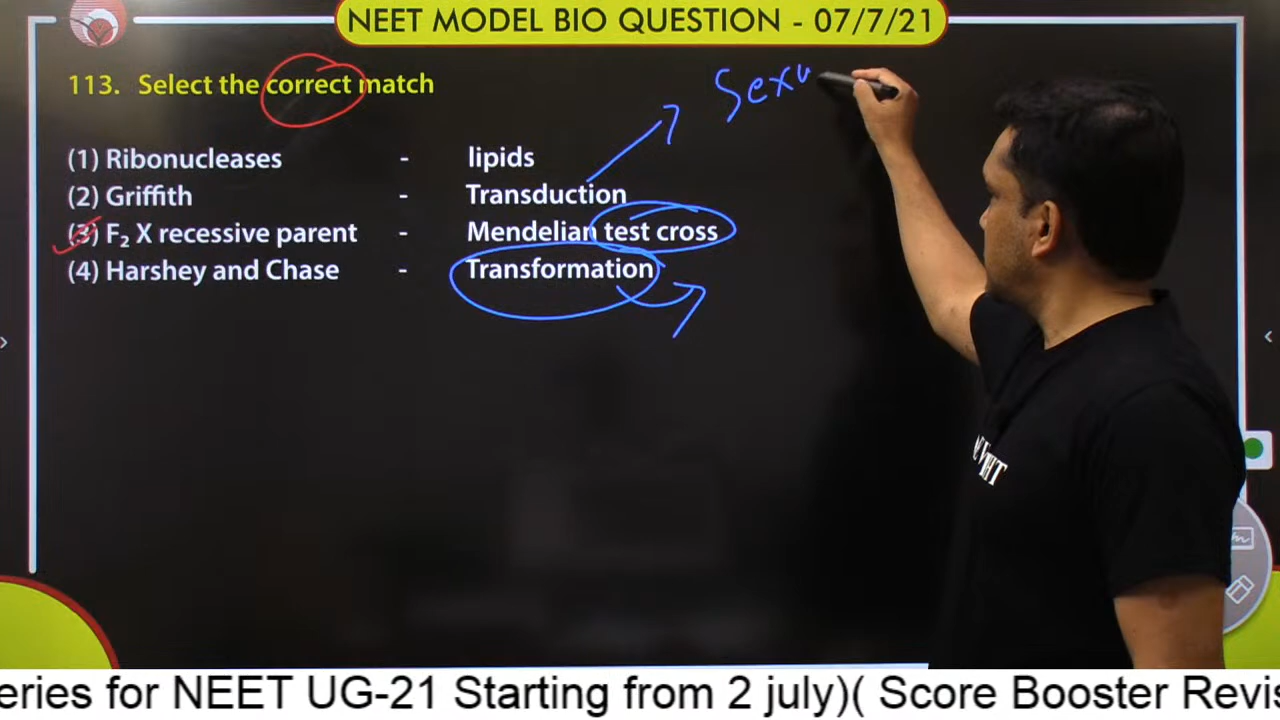 NEET MODEL BIO QUESTION - 07/7/21
113. Select the correct match
Sexu
(1) Ribonucleases - lipids
(2) Griffith - Transduction
(3) F₂ X recessive parent - Mendelian test cross
(4) Harshey and Chase - Transformation
eries for NEET UG-21 Starting from 2 july)( Score Booster Revis